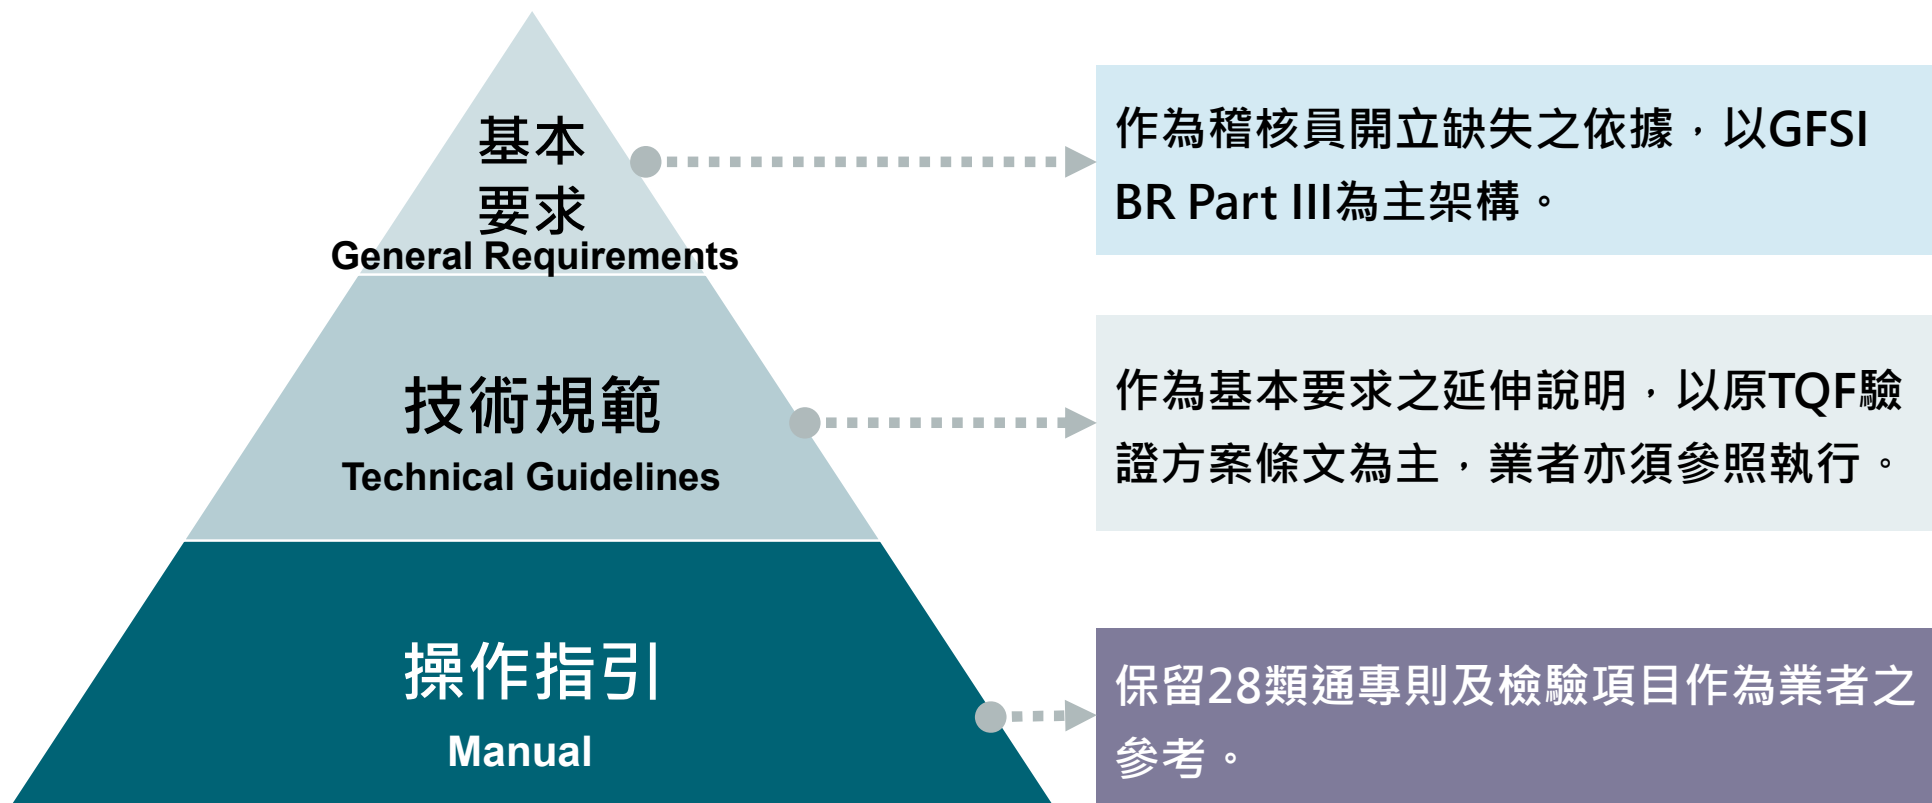 基本
要求
General Requirements
作為稽核員開立缺失之依據，以GFSI
BR Part III為主架構。
技術規範
Technical Guidelines
作為基本要求之延伸說明，以原TQF驗
證方案條文為主，業者亦須參照執行。
操作指引
Manual
保留28類通專則及檢驗項目作為業者之
參考。